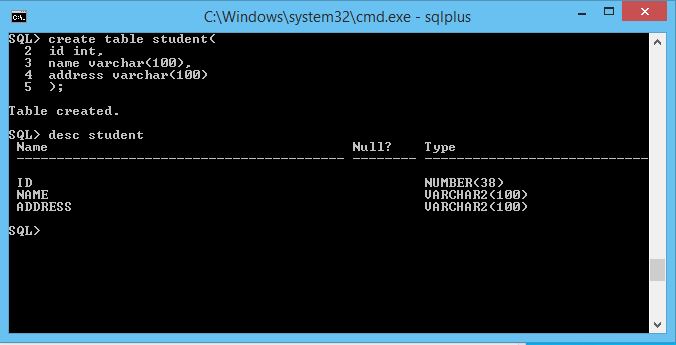 C:\Windows\system32\cmd.exe - sqlplus
SQL> create table student(
2 id int,
3 name varchar(100),
4 address varchar(100)
5 );
Table created.
SQL> desc student
Name Null? Type
----------------------------------------- -------- ----------------------------
ID NUMBER(38)
NAME VARCHAR2(100)
ADDRESS VARCHAR2(100)
SQL>